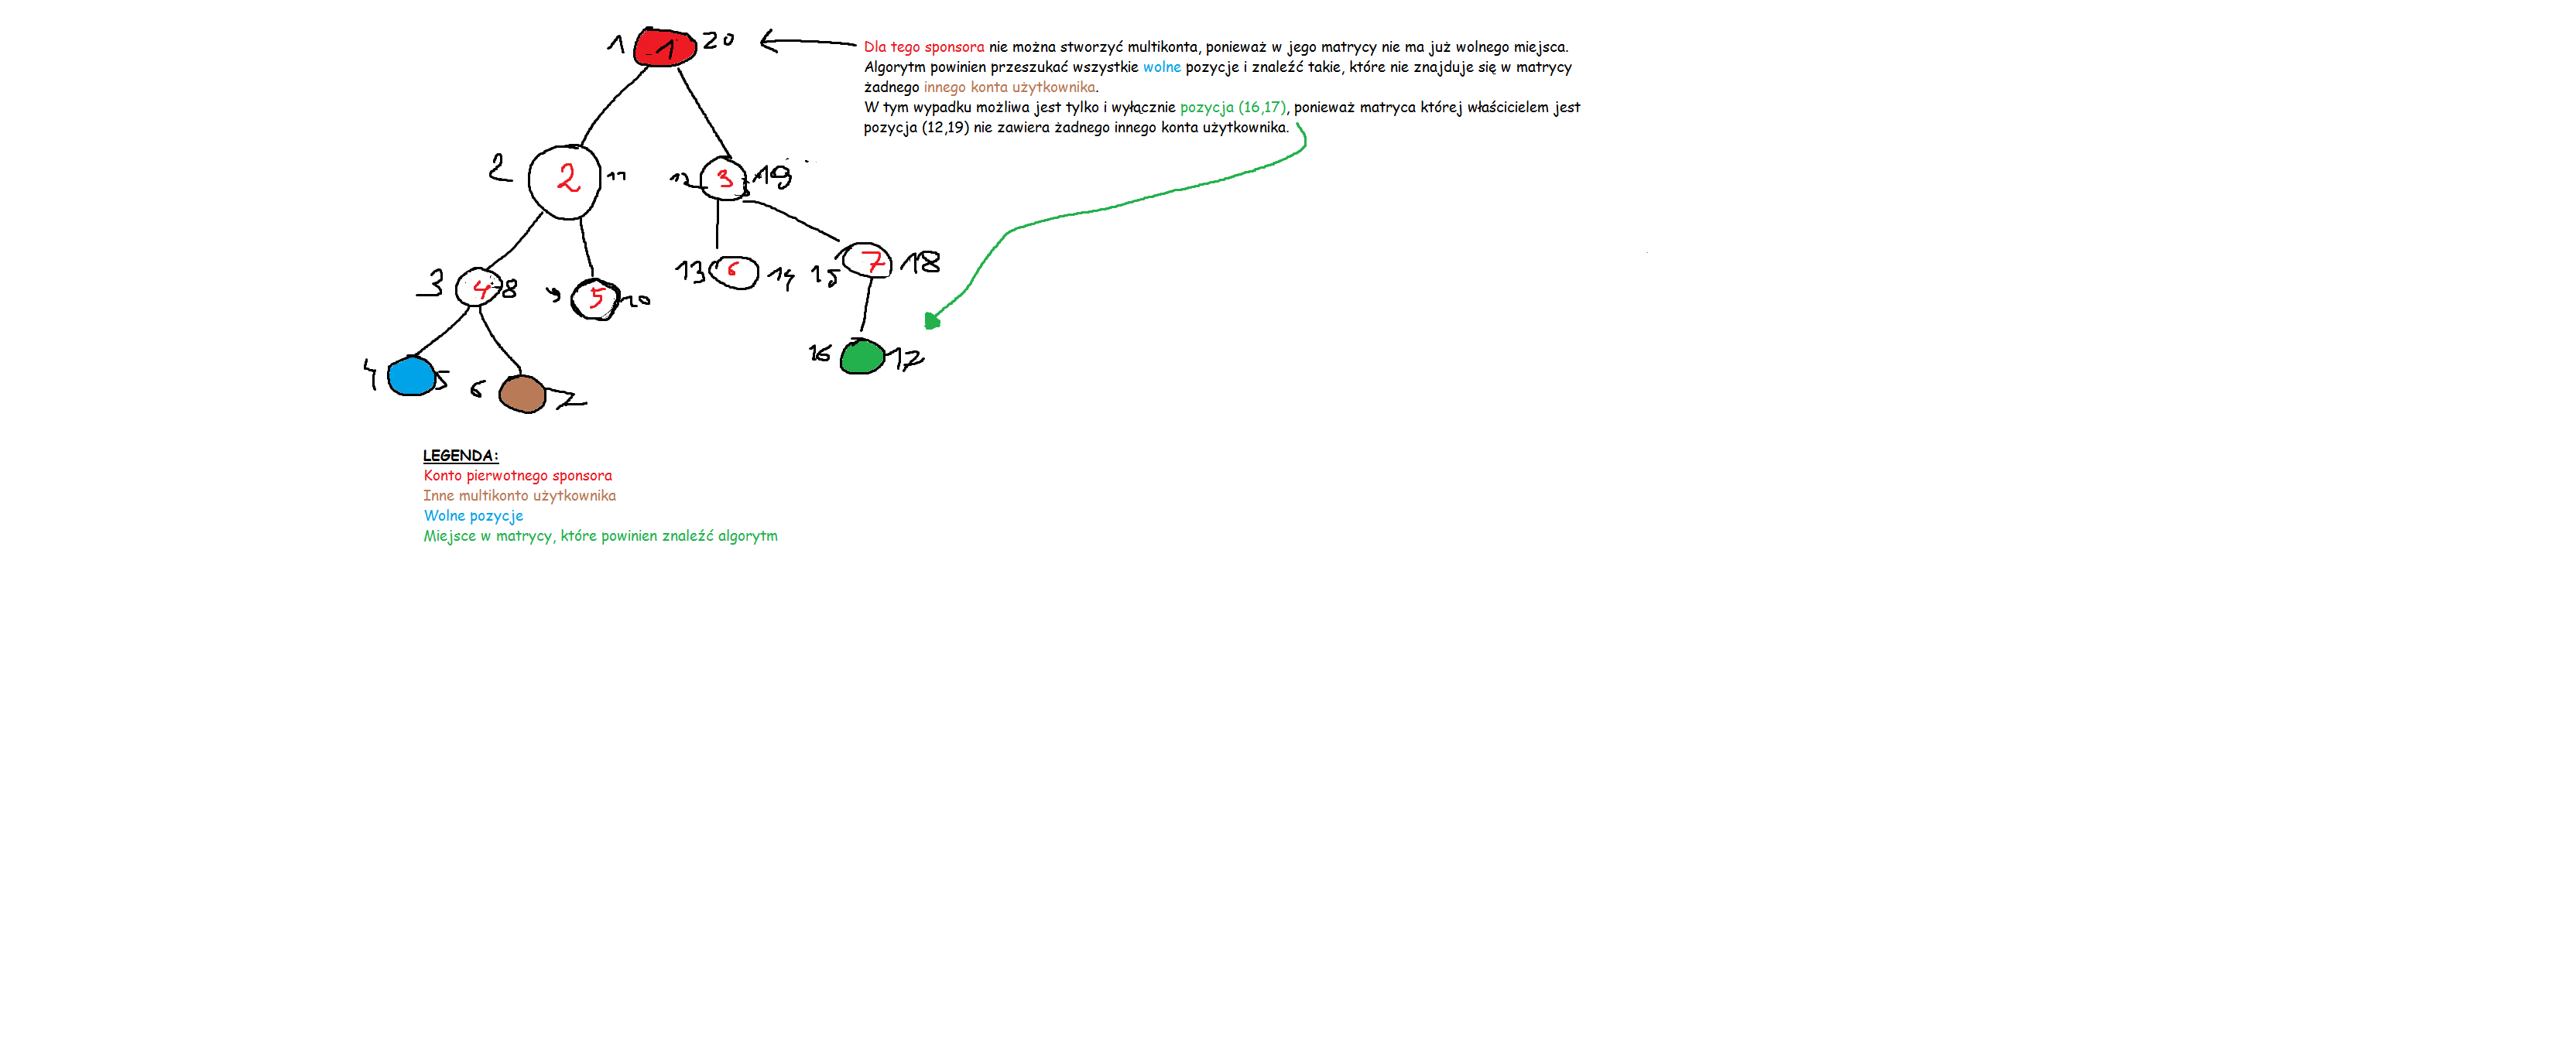 1 1 20
Dla tego sponsora nie można stworzyć multikonta, ponieważ w jego matrycy nie ma już wolnego miejsca.
Algorytm powinien przeszukać wszystkie wolne pozycje i znaleźć takie, które nie znajduje się w matrycy
żadnego innego konta użytkownika.
W tym wypadku możliwa jest tylko i wyłącznie pozycja (16,17), ponieważ matryca której właścicielem jest
pozycja (12,19) nie zawiera żadnego innego konta użytkownika.
2 2 11 12 3 19
3 4 8 9 5 10 13 6 14 15 7 18
4 5 6 7 16 17
LEGENDA:
Konto pierwotnego sponsora
Inne multikonto użytkownika
Wolne pozycje
Miejsce w matrycy, które powinien znaleźć algorytm